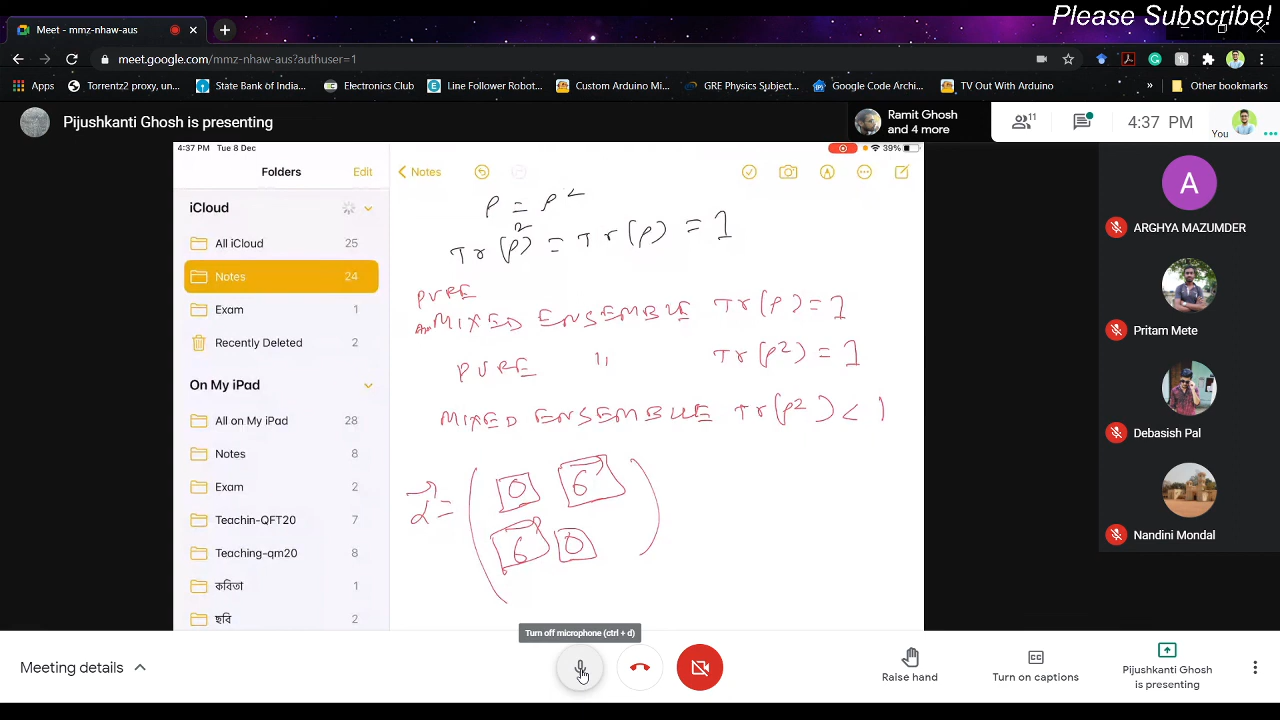 Please Subscribe!
Meet - mmz-nhaw-aus
meet.google.com/mmz-nhaw-aus?authuser=1
Apps Torrentz2 proxy, un... State Bank of India... Electronics Club Line Follower Robot... Custom Arduino Mi... GRE Physics Subject... Google Code Archi... TV Out With Arduino » Other bookmarks
Pijushkanti Ghosh is presenting
Ramit Ghosh
and 4 more
11
4:37 PM
You
4:37 PM Tue 8 Dec
39%
Folders
Edit
Notes
iCloud
All iCloud 25
Notes 24
Exam 1
Recently Deleted 2
On My iPad
All on My iPad 28
Notes 8
Exam 2
Teachin-QFT20 7
Teaching-qm20 8
কবিতা 1
ছবি 2
ρ = ρ²
Tr(ρ²) = Tr(ρ) = 1
PURE
MIXED ENSEMBLE Tr(ρ) = 1
PURE 1, Tr(ρ²) = 1
MIXED ENSEMBLE Tr(ρ²) < 1
α⃗ = ( 0 σ⃗
σ⃗ 0 )
A
ARGHYA MAZUMDER
Pritam Mete
Debasish Pal
Nandini Mondal
Turn off microphone (ctrl + d)
Meeting details
Raise hand
Turn on captions
Pijushkanti Ghosh
is presenting